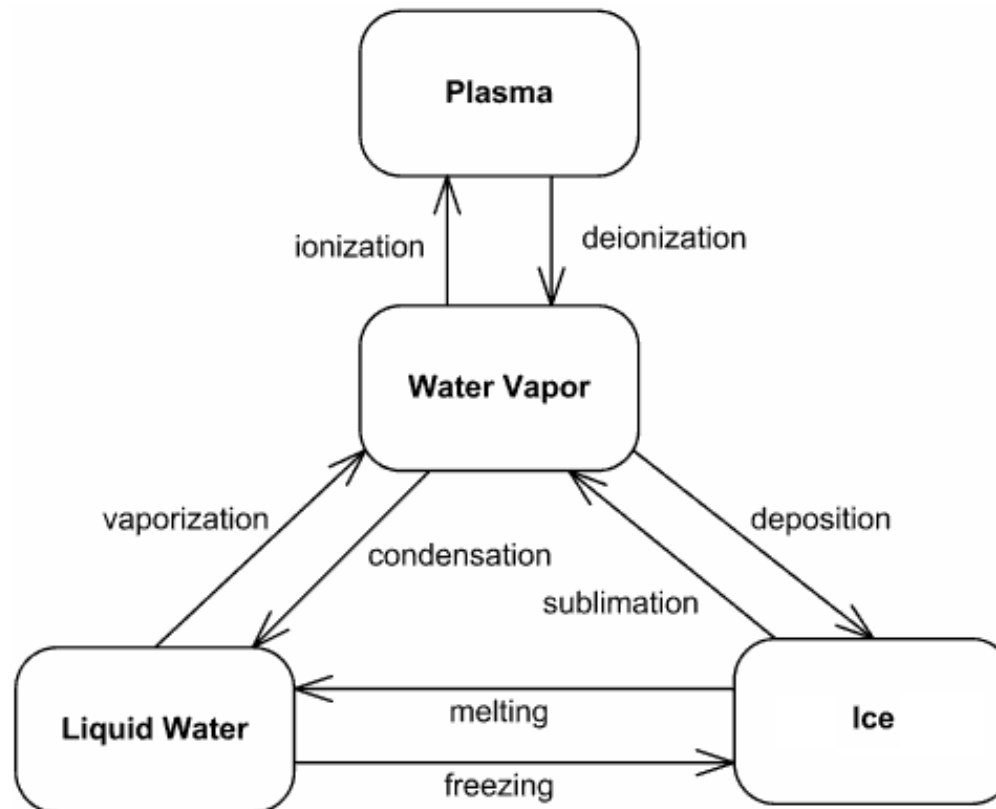 Plasma
ionization
deionization
Water Vapor
vaporization
condensation
deposition
sublimation
Liquid Water
melting
freezing
Ice